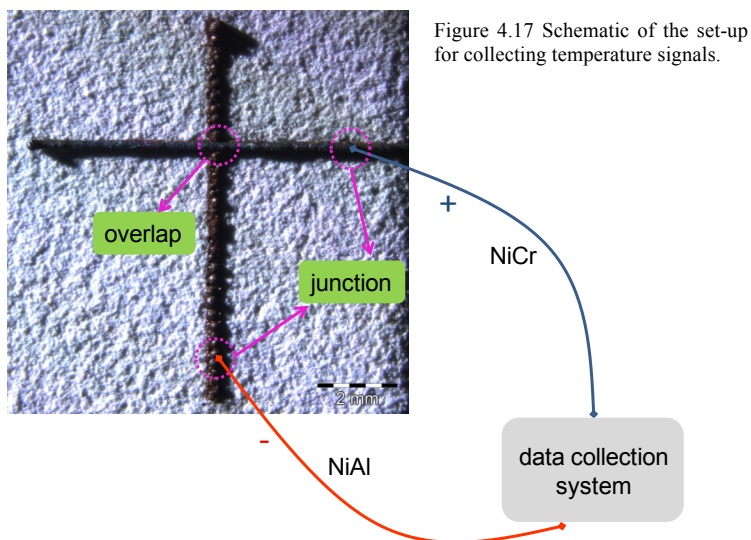 Figure 4.17 Schematic of the set-up
for collecting temperature signals.
overlap
+
NiCr
junction
2 mm
-
NiAl
data collection
system